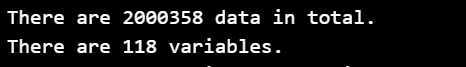 There are 2000358 data in total.
There are 118 variables.